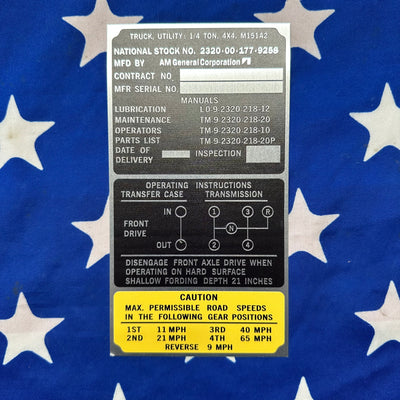 TRUCK, UTILITY: 1/4 TON, 4X4, M151A2
NATIONAL STOCK NO. 2320-00-177-9258
MFD BY AM General Corporation
CONTRACT NO
MFR SERIAL NO
MANUALS
LUBRICATION LO 9-2320-218-12
MAINTENANCE TM 9-2320-218-20
OPERATORS TM 9-2320-218-10
PARTS LIST TM 9-2320-218-20P
DATE OF DELIVERY INSPECTION
OPERATING INSTRUCTIONS
TRANSFER CASE TRANSMISSION
IN 1 3 R
FRONT DRIVE N
OUT 2 4
DISENGAGE FRONT AXLE DRIVE WHEN
OPERATING ON HARD SURFACE
SHALLOW FORDING DEPTH 21 INCHES
CAUTION
MAX. PERMISSIBLE ROAD SPEEDS
IN THE FOLLOWING GEAR POSITIONS
1ST 11 MPH 3RD 40 MPH
2ND 21 MPH 4TH 65 MPH
REVERSE 9 MPH